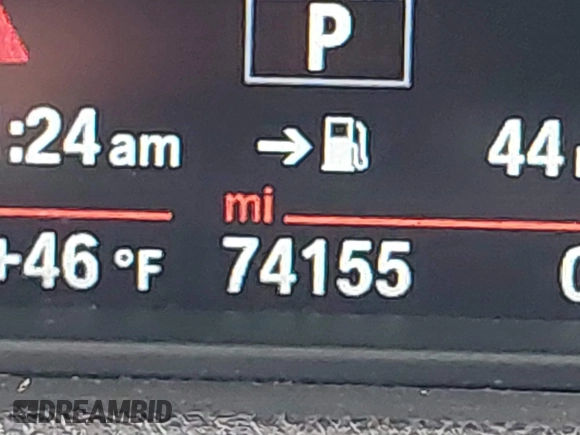 P
:24 am → 44
mi
+46 °F 74155
DREAMBID